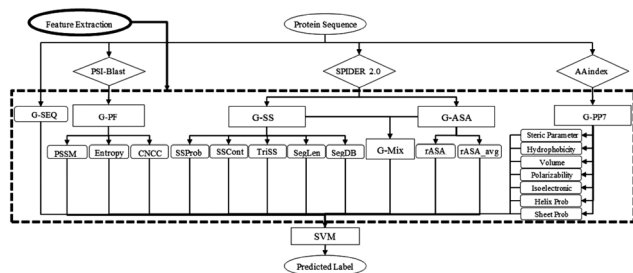 Feature Extraction
Protein Sequence
PSI-Blast
SPIDER 2.0
AAindex
G-SEQ
G-PF
G-SS
G-ASA
G-PP7
PSSM
Entropy
CNCC
SSProb
SSCont
TriSS
SegLen
SegDB
G-Mix
rASA
rASA_avg
Steric Parameter
Hydrophobicity
Volume
Polarizability
Isoelectronic
Helix Prob
Sheet Prob
SVM
Predicted Label